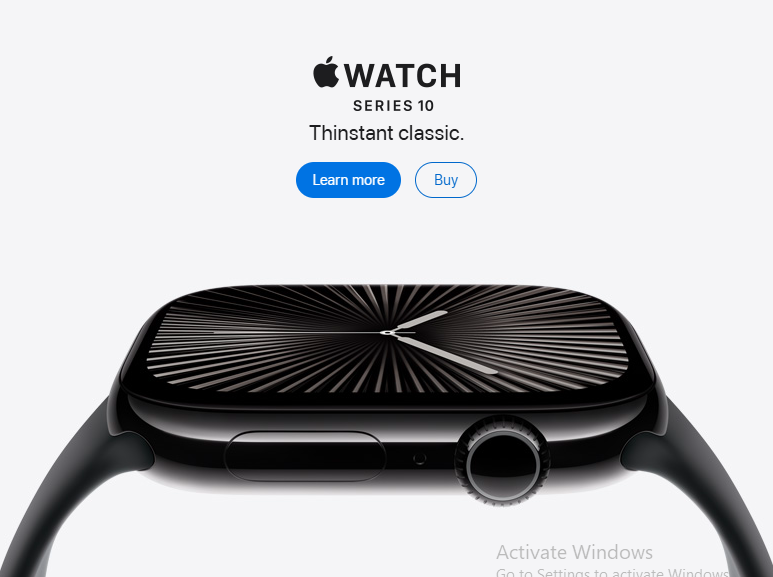 WATCH
SERIES 10
Thinstant classic.
Learn more
Buy
Activate Windows
Go to Settings to activate Windows